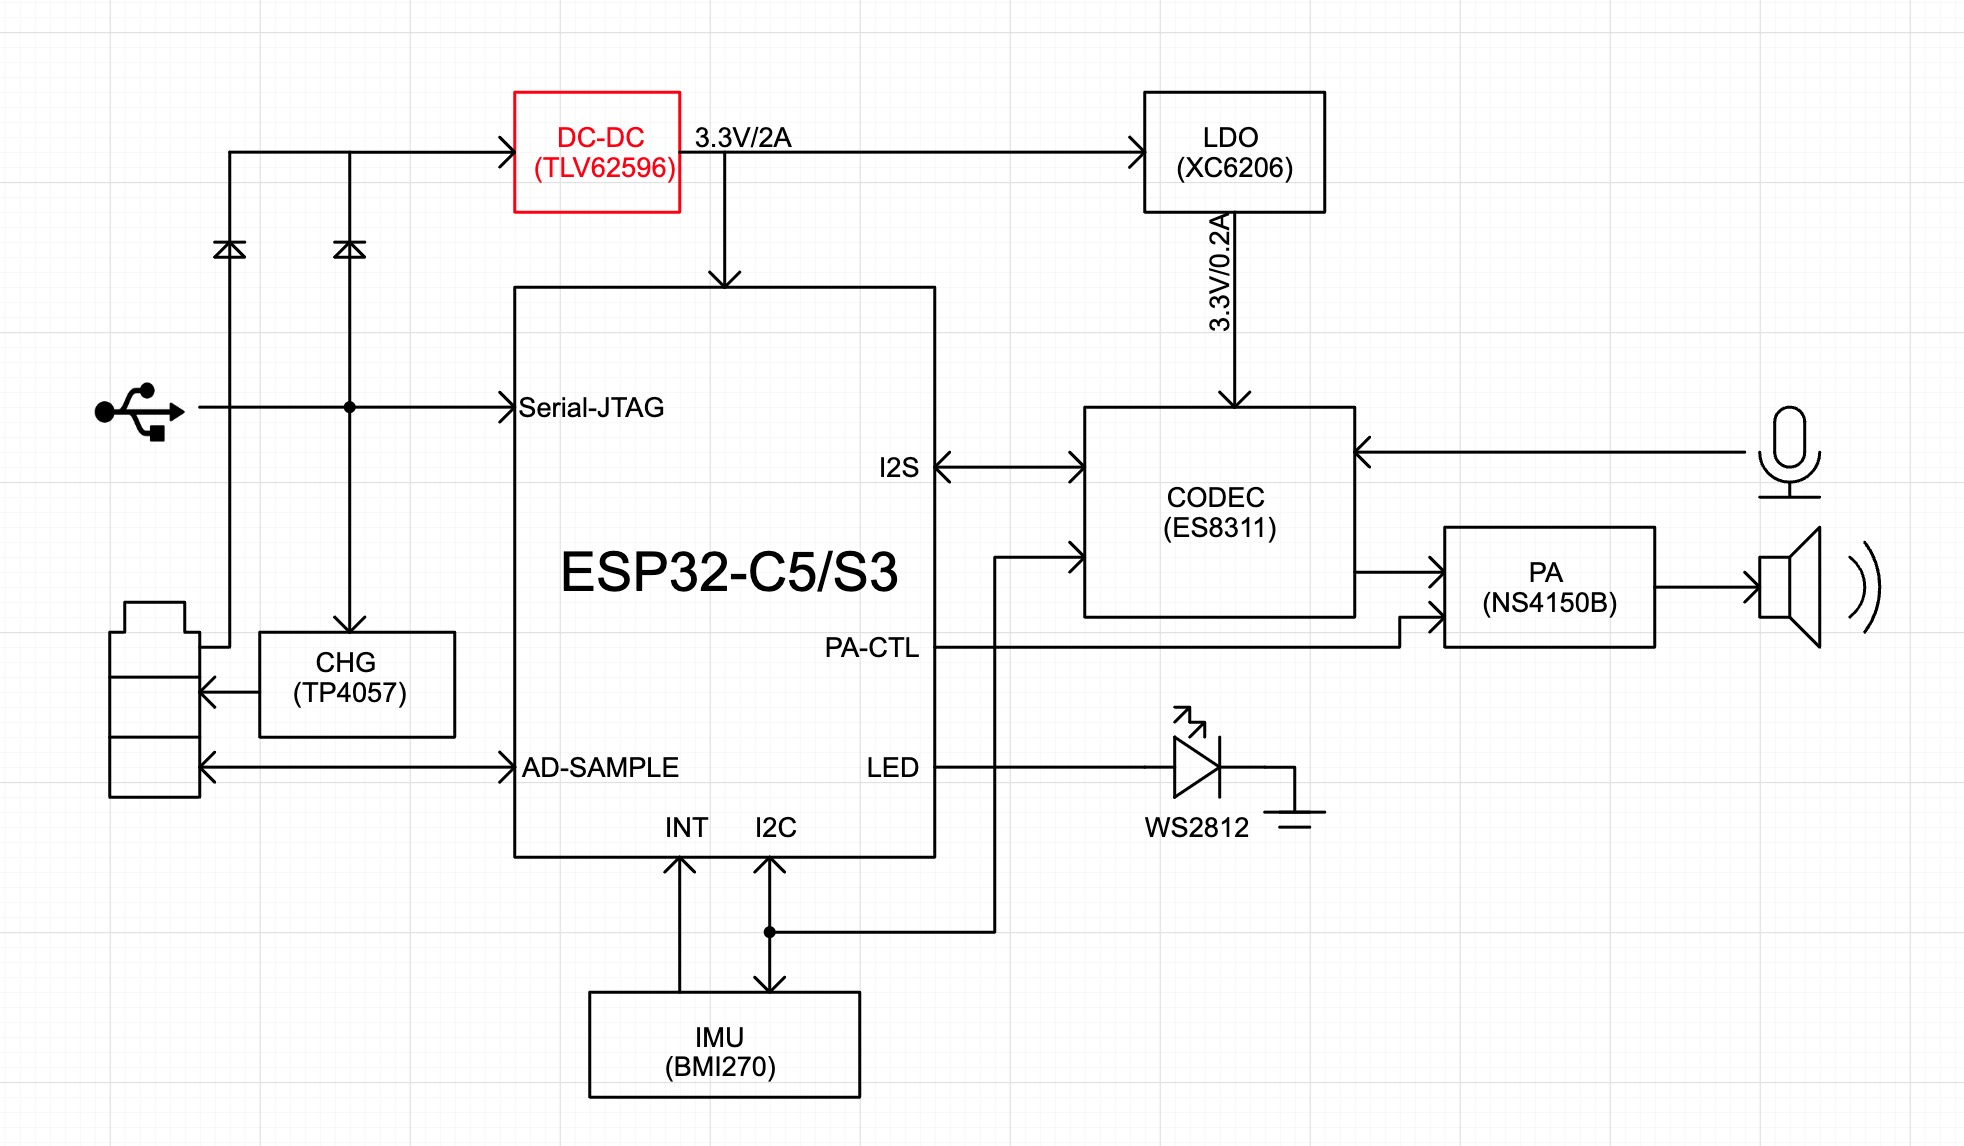 DC-DC
(TLV62596)
3.3V/2A
LDO
(XC6206)
3.3V/0.2A
Serial-JTAG
I2S
CODEC
(ES8311)
ESP32-C5/S3
PA
(NS4150B)
PA-CTL
CHG
(TP4057)
AD-SAMPLE
LED
WS2812
INT
I2C
IMU
(BMI270)